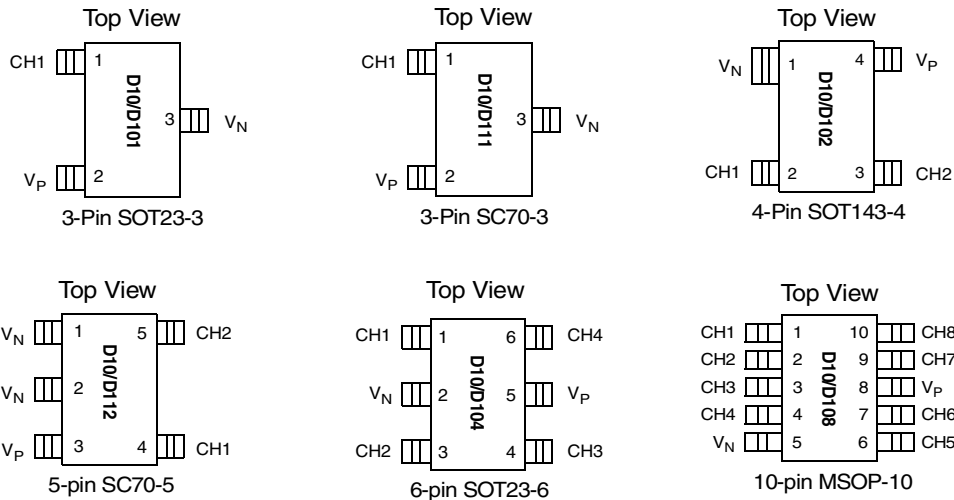 Top View
CH1
1
D10/D101
3
VN
VP
2
3-Pin SOT23-3
Top View
CH1
1
D10/D111
3
VN
VP
2
3-Pin SC70-3
Top View
VN
1
4
VP
D10/D102
CH1
2
3
CH2
4-Pin SOT143-4
Top View
VN
1
5
CH2
D10/D112
VN
2
VP
3
4
CH1
5-pin SC70-5
Top View
CH1
1
6
CH4
D10/D104
VN
2
5
VP
CH2
3
4
CH3
6-pin SOT23-6
Top View
CH1
1
10
CH8
CH2
2
9
CH7
D10/D108
CH3
3
8
VP
CH4
4
7
CH6
VN
5
6
CH5
10-pin MSOP-10